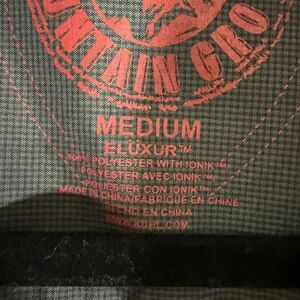 UNTAIN GRO
MEDIUM
ELUXUR™
POLYESTER WITH IONIK™/
POLYESTER AVEC IONIK™/
POLYESTER CON IONIK™
MADE IN CHINA/FABRIQUE EN CHINE
HECHO EN CHINA